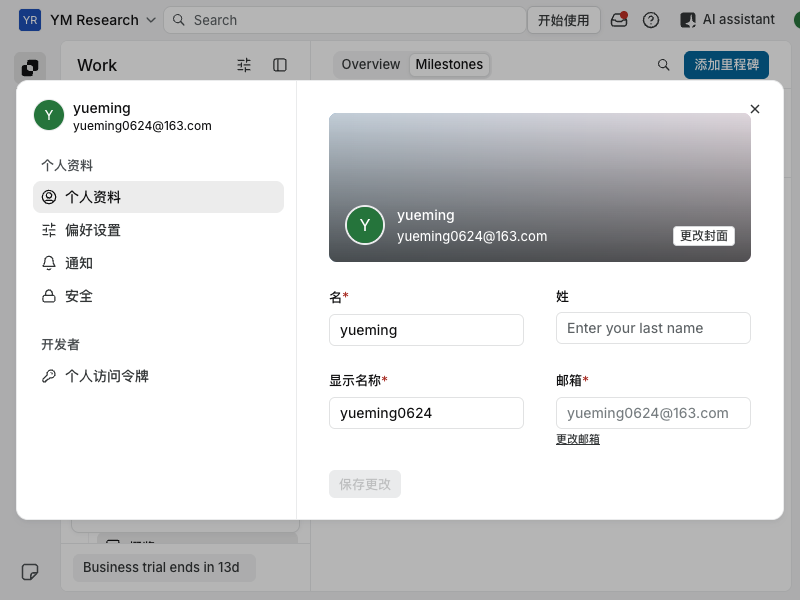 YR YM Research
Search
开始使用
AI assistant
Work
Overview
Milestones
添加里程碑
Y
yueming
yueming0624@163.com
个人资料
个人资料
偏好设置
通知
安全
开发者
个人访问令牌
Y
yueming
yueming0624@163.com
更改封面
名*
yueming
姓
Enter your last name
显示名称*
yueming0624
邮箱*
yueming0624@163.com
更改邮箱
保存更改
Business trial ends in 13d